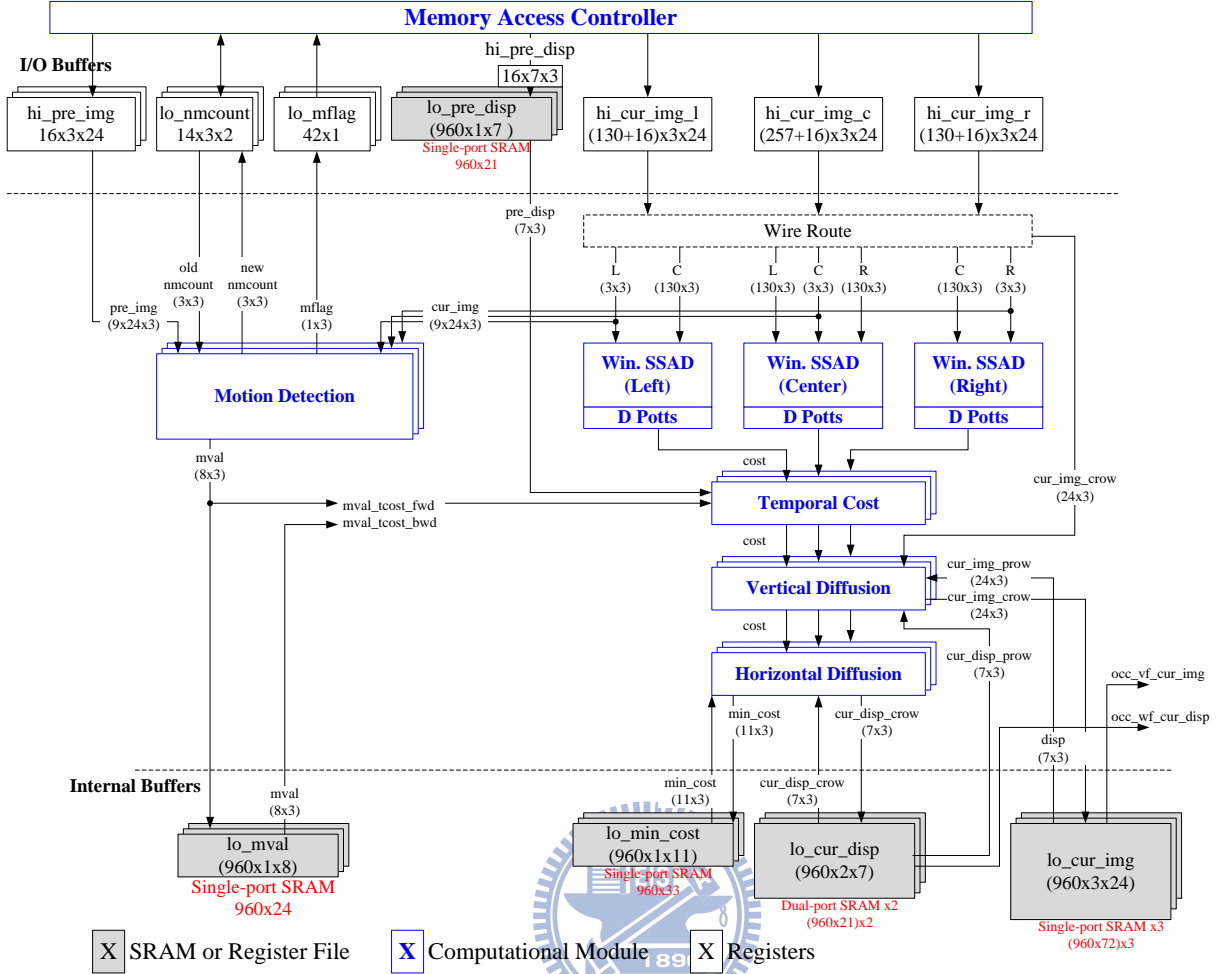 Memory Access Controller
I/O Buffers
hi_pre_disp
16x7x3
hi_pre_img
16x3x24
lo_nmcount
14x3x2
lo_mflag
42x1
lo_pre_disp
(960x1x7 )
Single-port SRAM
960x21
hi_cur_img_l
(130+16)x3x24
hi_cur_img_c
(257+16)x3x24
hi_cur_img_r
(130+16)x3x24
pre_disp
(7x3)
Wire Route
L
(3x3)
C
(130x3)
L
(130x3)
C
(3x3)
R
(130x3)
C
(130x3)
R
(3x3)
pre_img
(9x24x3)
old
nmcount
(3x3)
new
nmcount
(3x3)
mflag
(1x3)
cur_img
(9x24x3)
Motion Detection
Win. SSAD
(Left)
D Potts
Win. SSAD
(Center)
D Potts
Win. SSAD
(Right)
D Potts
mval
(8x3)
cost
cur_img_crow
(24x3)
mval_tcost_fwd
mval_tcost_bwd
Temporal Cost
cost
Vertical Diffusion
cur_img_prow
(24x3)
cur_img_crow
(24x3)
cost
Horizontal Diffusion
cur_disp_prow
(7x3)
occ_vf_cur_img
occ_wf_cur_disp
min_cost
(11x3)
cur_disp_crow
(7x3)
disp
(7x3)
Internal Buffers
mval
(8x3)
min_cost
(11x3)
cur_disp_crow
(7x3)
lo_mval
(960x1x8)
Single-port SRAM
960x24
lo_min_cost
(960x1x11)
Single-port SRAM
960x33
lo_cur_disp
(960x2x7)
Dual-port SRAM x2
(960x21)x2
lo_cur_img
(960x3x24)
Single-port SRAM x3
(960x72)x3
X SRAM or Register File
X Computational Module
X Registers